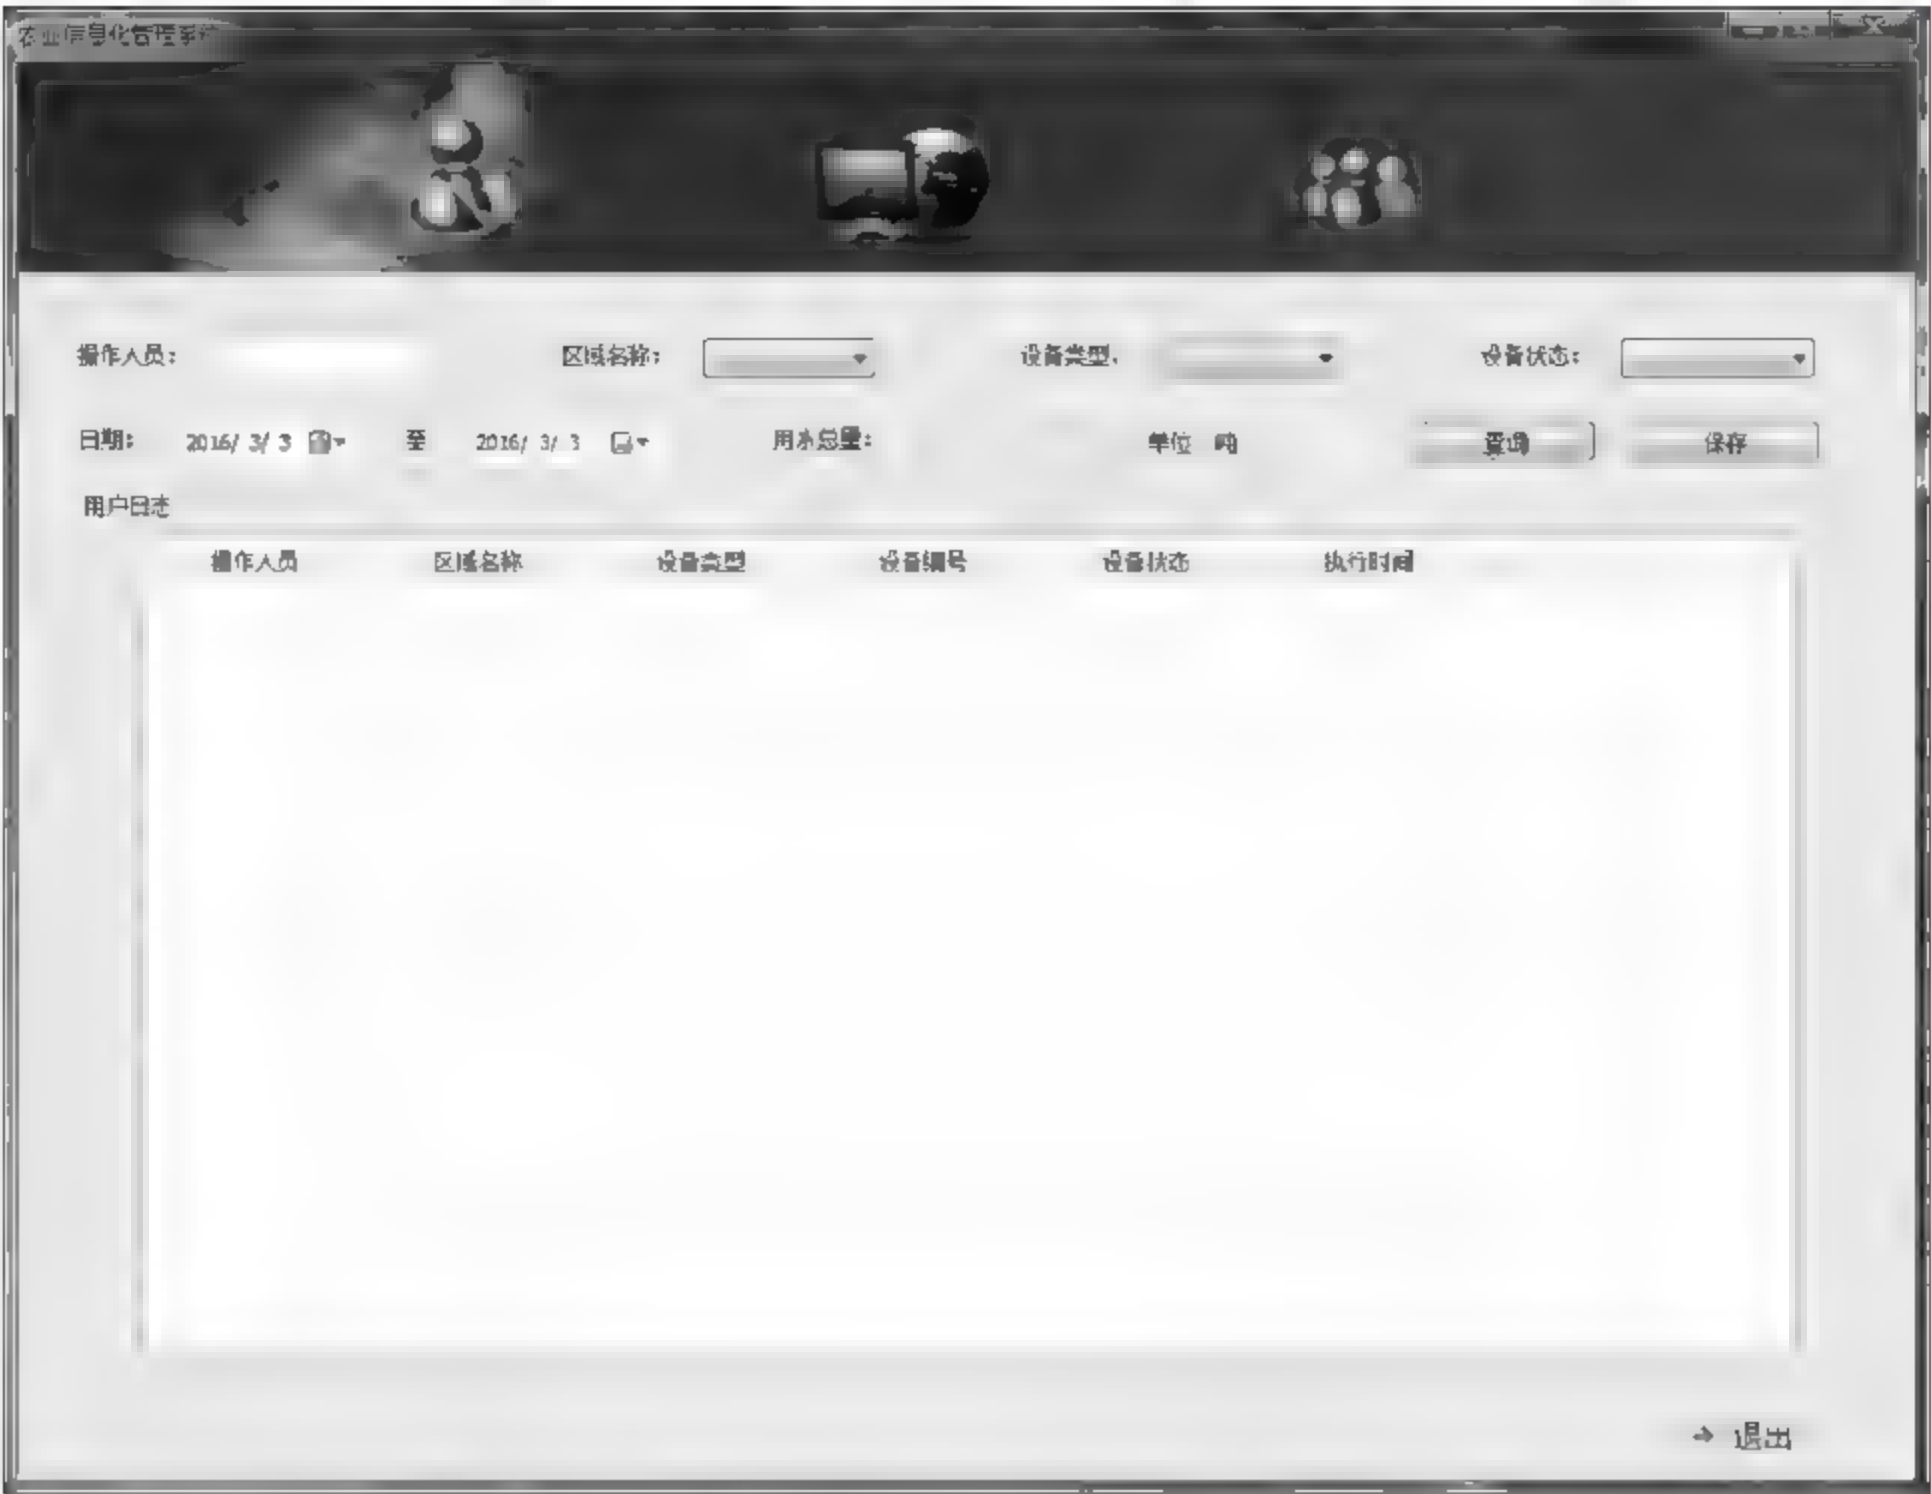 农业信息化管理系统
操作人员： 区域名称： 设备类型： 设备状态：
日期： 2016/ 3/ 3 至 2016/ 3/ 3 用水总量： 单位 吨 查询 保存
用户日志
操作人员 区域名称 设备类型 设备编号 设备状态 执行时间
退出